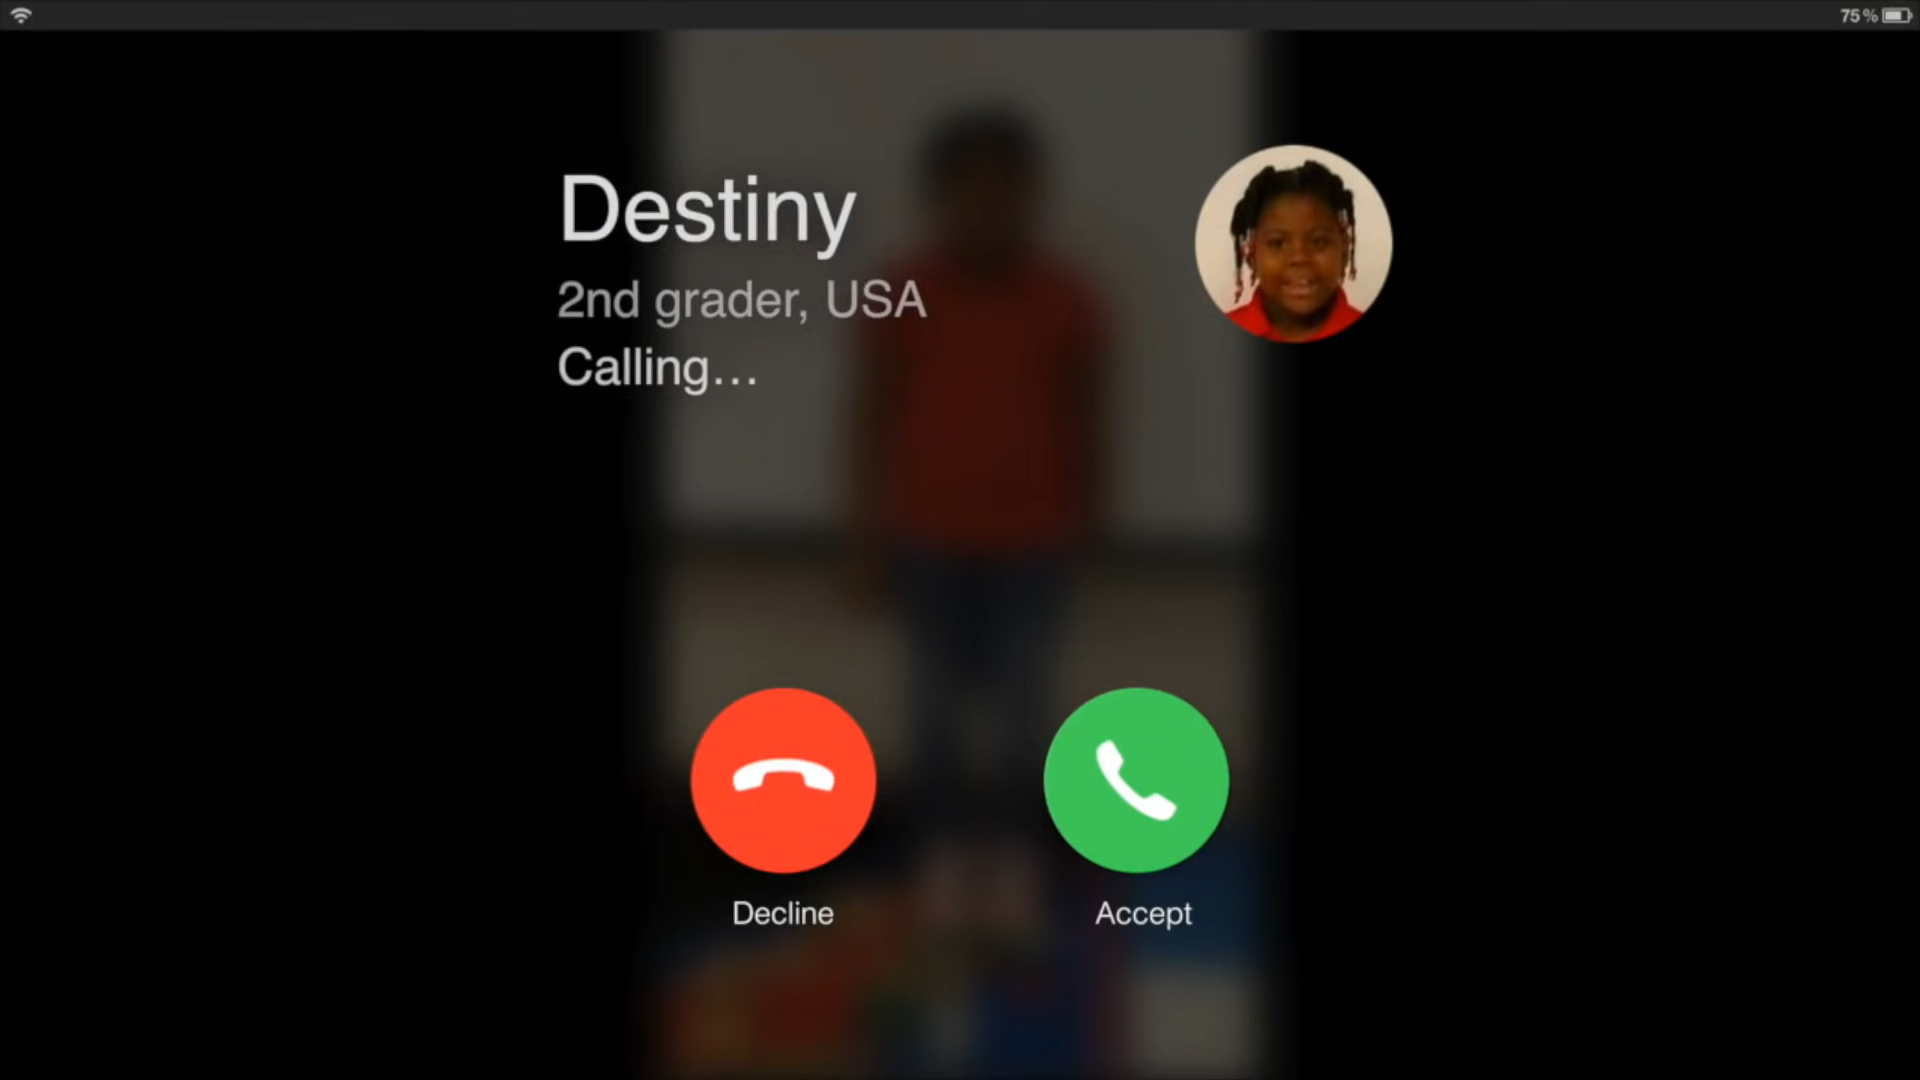 75%
Destiny
2nd grader, USA
Calling...
Decline
Accept